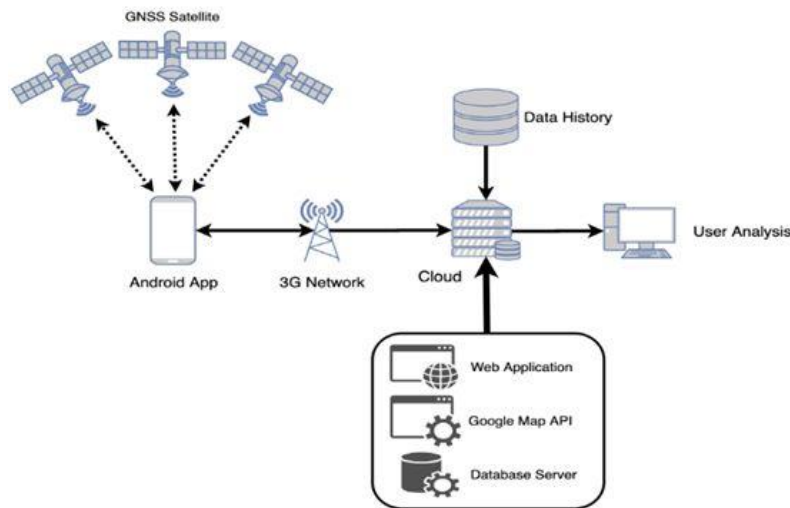 GNSS Satellite
Data History
Android App
3G Network
Cloud
User Analysis
Web Application
Google Map API
Database Server